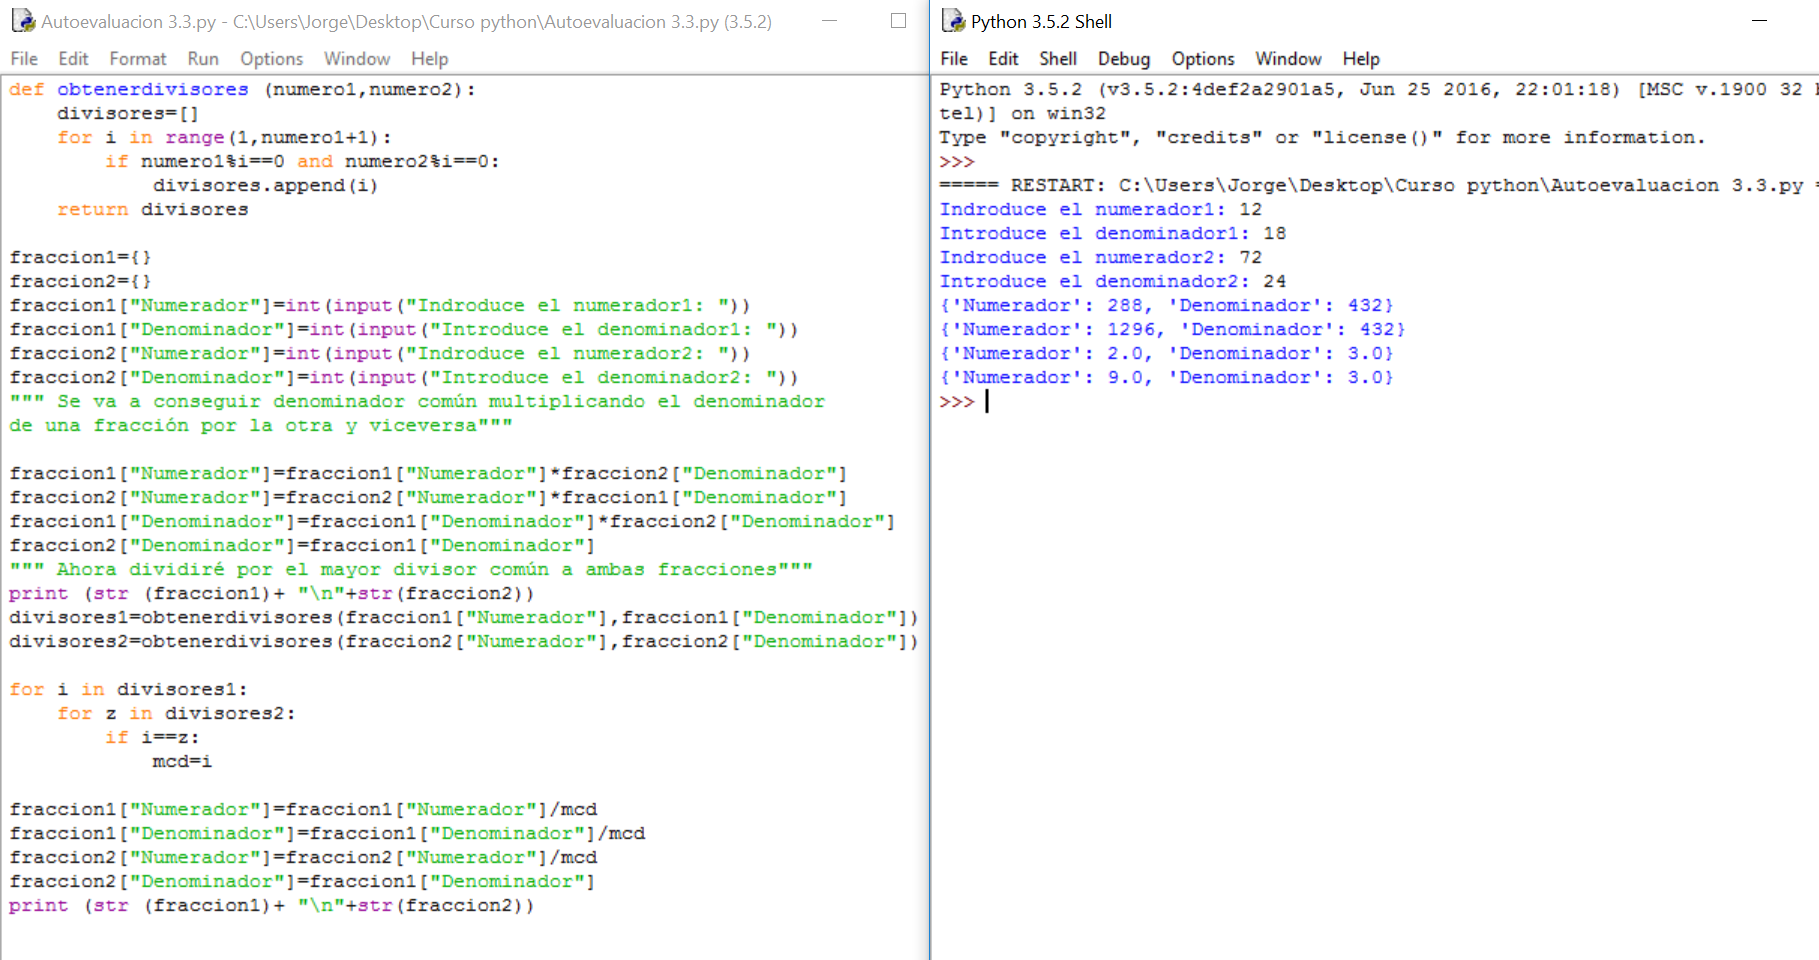 Autoevaluacion 3.3.py - C:\Users\Jorge\Desktop\Curso python\Autoevaluacion 3.3.py (3.5.2)
File Edit Format Run Options Window Help
def obtenerdivisores (numero1,numero2):
    divisores=[]
    for i in range(1,numero1+1):
        if numero1%i==0 and numero2%i==0:
            divisores.append(i)
    return divisores
fraccion1={}
fraccion2={}
fraccion1["Numerador"]=int(input("Indroduce el numerador1: "))
fraccion1["Denominador"]=int(input("Introduce el denominador1: "))
fraccion2["Numerador"]=int(input("Indroduce el numerador2: "))
fraccion2["Denominador"]=int(input("Introduce el denominador2: "))
""" Se va a conseguir denominador común multiplicando el denominador
de una fracción por la otra y viceversa"""
fraccion1["Numerador"]=fraccion1["Numerador"]*fraccion2["Denominador"]
fraccion2["Numerador"]=fraccion2["Numerador"]*fraccion1["Denominador"]
fraccion1["Denominador"]=fraccion1["Denominador"]*fraccion2["Denominador"]
fraccion2["Denominador"]=fraccion1["Denominador"]
""" Ahora dividiré por el mayor divisor común a ambas fracciones"""
print (str (fraccion1)+ "\n"+str(fraccion2))
divisores1=obtenerdivisores(fraccion1["Numerador"],fraccion1["Denominador"])
divisores2=obtenerdivisores(fraccion2["Numerador"],fraccion2["Denominador"])
for i in divisores1:
    for z in divisores2:
        if i==z:
            mcd=i
fraccion1["Numerador"]=fraccion1["Numerador"]/mcd
fraccion1["Denominador"]=fraccion1["Denominador"]/mcd
fraccion2["Numerador"]=fraccion2["Numerador"]/mcd
fraccion2["Denominador"]=fraccion1["Denominador"]
print (str (fraccion1)+ "\n"+str(fraccion2))
Python 3.5.2 Shell
File Edit Shell Debug Options Window Help
Python 3.5.2 (v3.5.2:4def2a2901a5, Jun 25 2016, 22:01:18) [MSC v.1900 32
tel)] on win32
Type "copyright", "credits" or "license()" for more information.
>>>
===== RESTART: C:\Users\Jorge\Desktop\Curso python\Autoevaluacion 3.3.py =
Indroduce el numerador1: 12
Introduce el denominador1: 18
Indroduce el numerador2: 72
Introduce el denominador2: 24
{'Numerador': 288, 'Denominador': 432}
{'Numerador': 1296, 'Denominador': 432}
{'Numerador': 2.0, 'Denominador': 3.0}
{'Numerador': 9.0, 'Denominador': 3.0}
>>>